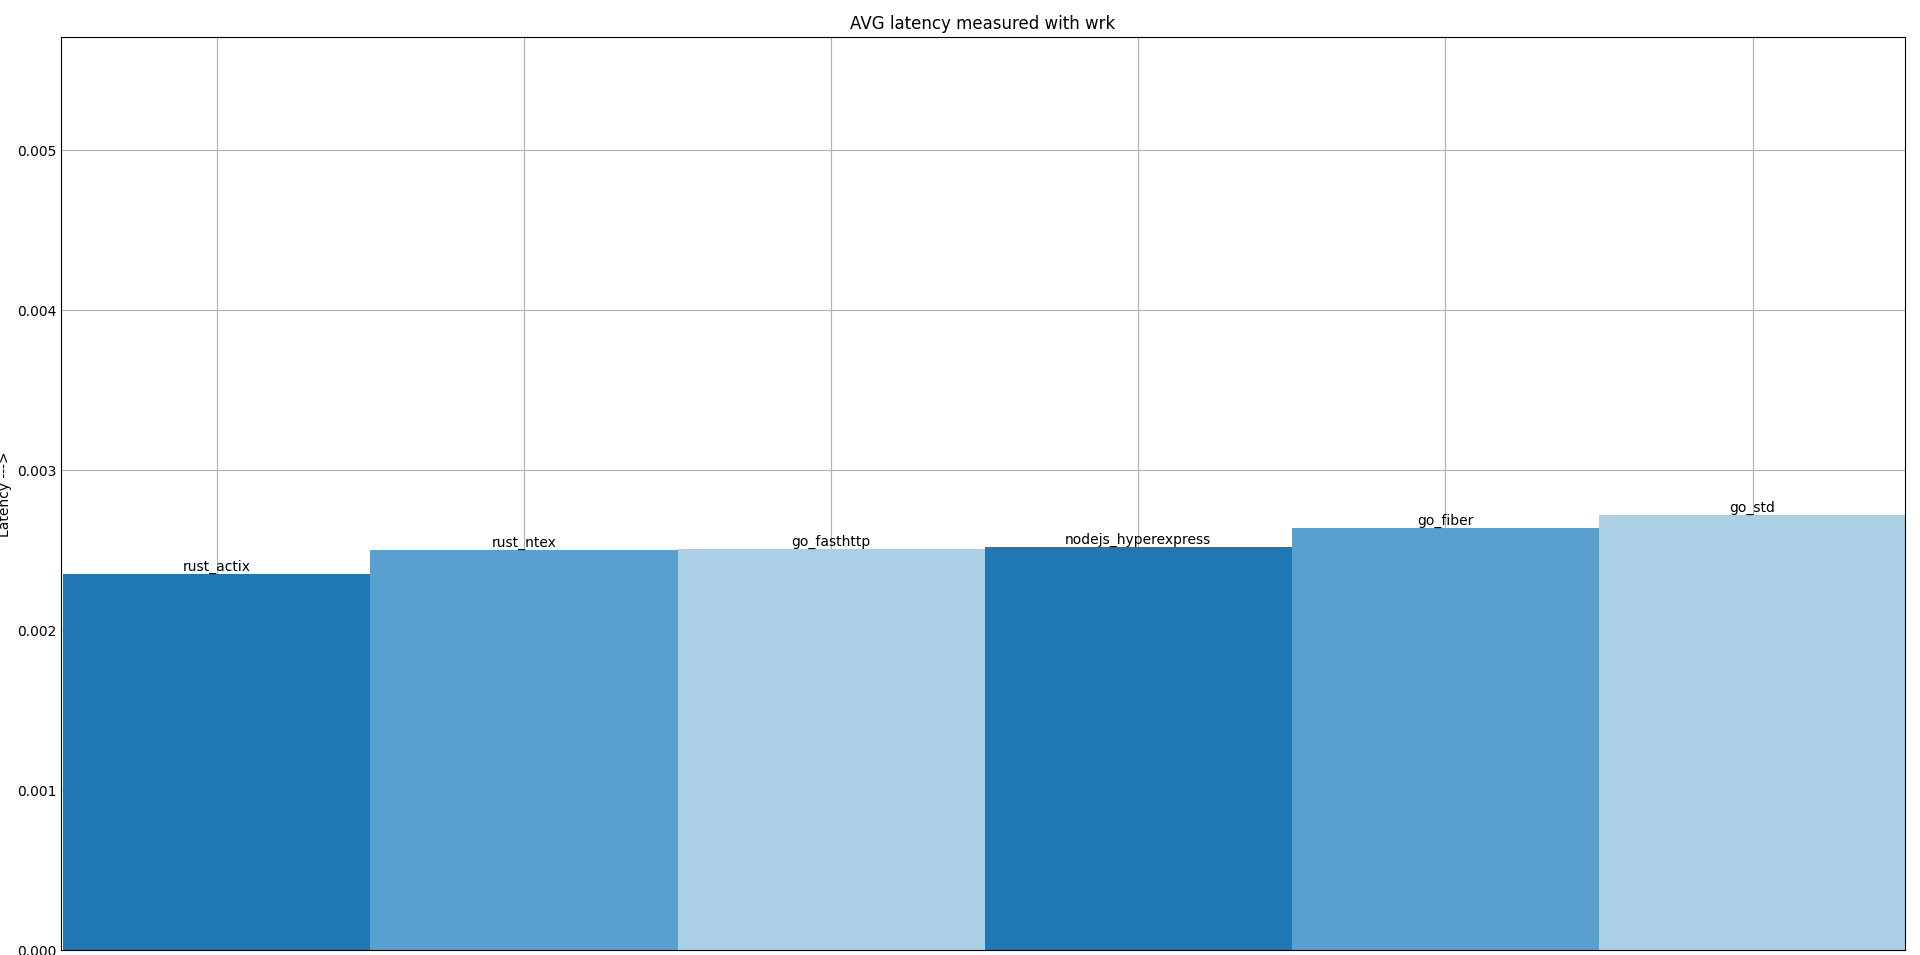 AVG latency measured with wrk
0.005
0.004
0.003
0.002
0.001
0.000
Latency --->
rust_actix
rust_ntex
go_fasthttp
nodejs_hyperexpress
go_fiber
go_std